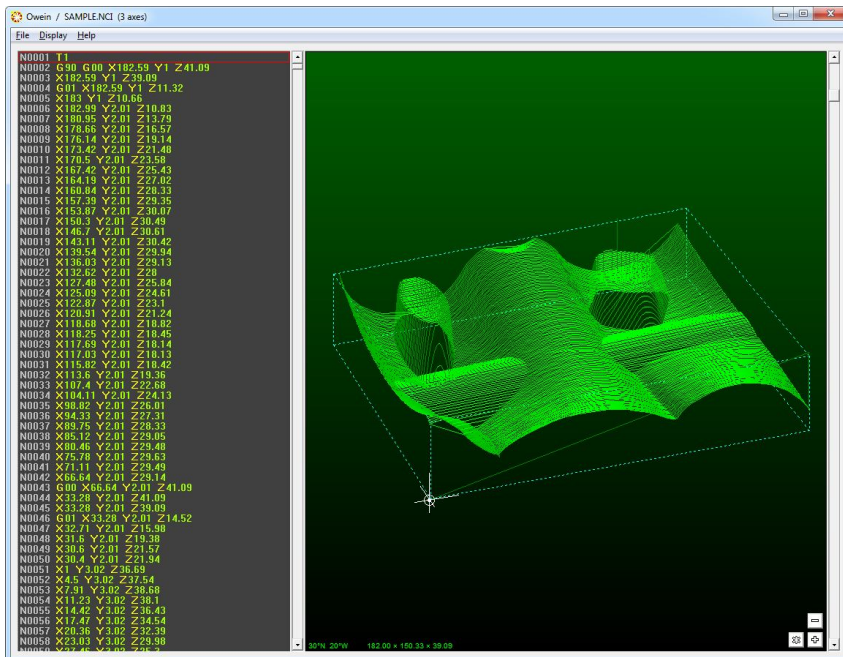 Owein / SAMPLE.NCI (3 axes)
File Display Help
N0001 T1
N0002 G90 G00 X182.59 Y1 Z41.09
N0003 X182.59 Y1 Z39.09
N0004 G01 X182.59 Y1 Z11.32
N0005 X183 Y1 Z10.66
N0006 X182.99 Y2.01 Z10.83
N0007 X180.95 Y2.01 Z13.79
N0008 X178.66 Y2.01 Z16.57
N0009 X176.14 Y2.01 Z19.14
N0010 X173.42 Y2.01 Z21.48
N0011 X170.5 Y2.01 Z23.58
N0012 X167.42 Y2.01 Z25.43
N0013 X164.19 Y2.01 Z27.02
N0014 X160.84 Y2.01 Z28.33
N0015 X157.39 Y2.01 Z29.35
N0016 X153.87 Y2.01 Z30.07
N0017 X150.3 Y2.01 Z30.49
N0018 X146.7 Y2.01 Z30.61
N0019 X143.11 Y2.01 Z30.42
N0020 X139.54 Y2.01 Z29.94
N0021 X136.03 Y2.01 Z29.13
N0022 X132.62 Y2.01 Z28
N0023 X127.48 Y2.01 Z25.84
N0024 X125.09 Y2.01 Z24.61
N0025 X122.87 Y2.01 Z23.1
N0026 X120.91 Y2.01 Z21.24
N0027 X118.68 Y2.01 Z18.82
N0028 X118.25 Y2.01 Z18.45
N0029 X117.69 Y2.01 Z18.14
N0030 X117.03 Y2.01 Z18.13
N0031 X115.82 Y2.01 Z18.42
N0032 X113.6 Y2.01 Z19.36
N0033 X107.4 Y2.01 Z22.68
N0034 X104.11 Y2.01 Z24.13
N0035 X98.82 Y2.01 Z26.01
N0036 X94.33 Y2.01 Z27.31
N0037 X89.75 Y2.01 Z28.33
N0038 X85.12 Y2.01 Z29.05
N0039 X80.46 Y2.01 Z29.48
N0040 X75.78 Y2.01 Z29.63
N0041 X71.11 Y2.01 Z29.49
N0042 X66.64 Y2.01 Z29.14
N0043 G00 X66.64 Y2.01 Z41.09
N0044 X33.28 Y2.01 Z41.09
N0045 X33.28 Y2.01 Z39.09
N0046 G01 X33.28 Y2.01 Z14.52
N0047 X32.71 Y2.01 Z15.98
N0048 X31.6 Y2.01 Z19.38
N0049 X30.6 Y2.01 Z21.57
N0050 X30.4 Y2.01 Z21.94
N0051 X1 Y3.02 Z36.69
N0052 X4.5 Y3.02 Z37.54
N0053 X7.91 Y3.02 Z38.68
N0054 X11.23 Y3.02 Z38.1
N0055 X14.42 Y3.02 Z36.43
N0056 X17.47 Y3.02 Z34.54
N0057 X20.36 Y3.02 Z32.39
N0058 X23.03 Y3.02 Z29.98
30°N 20°W 182.00 × 150.33 × 39.09